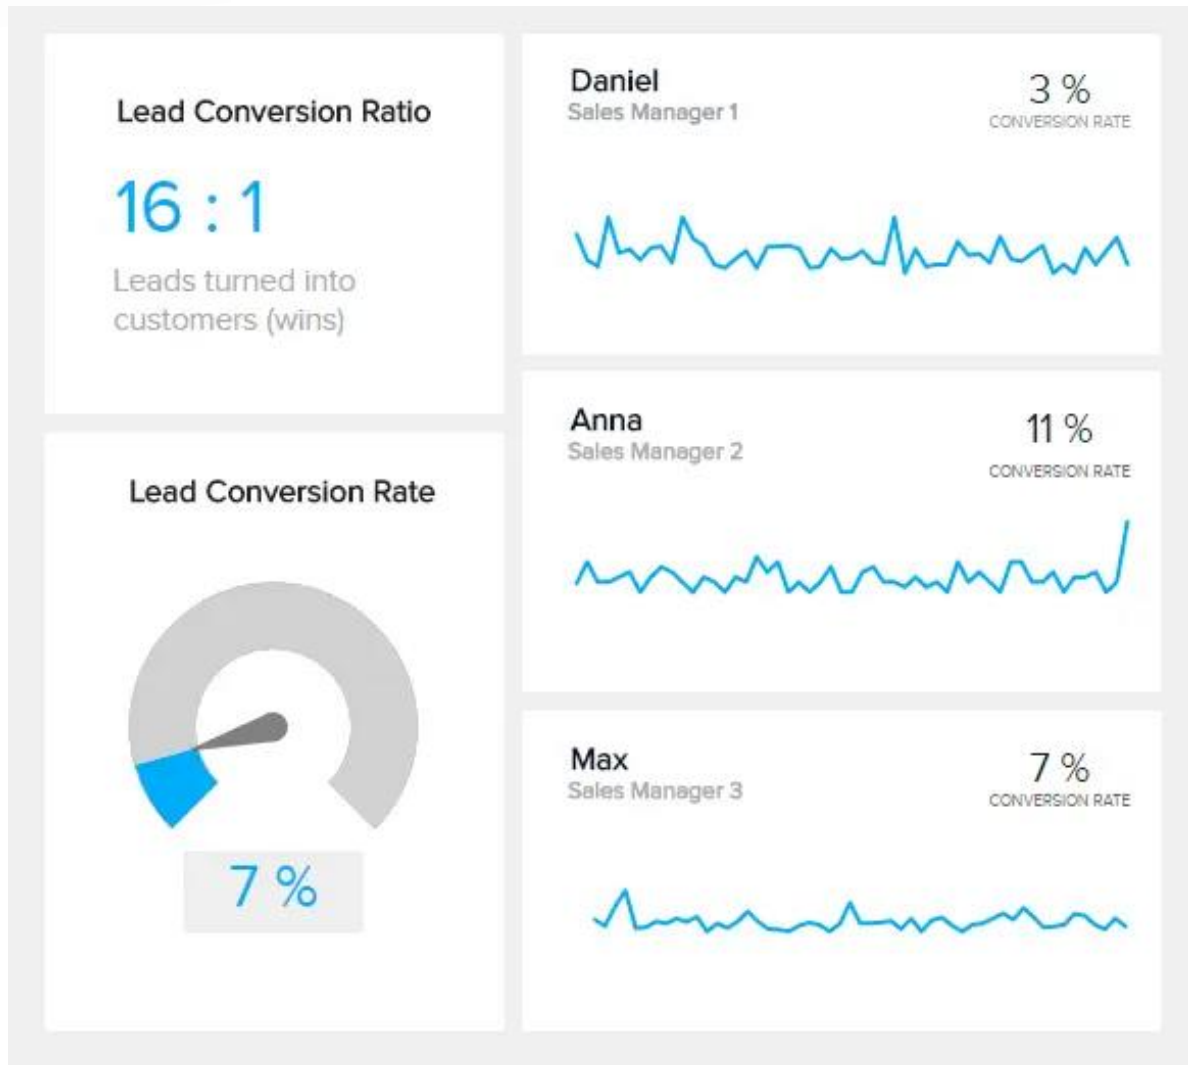 Lead Conversion Ratio
16 : 1
Leads turned into
customers (wins)
Lead Conversion Rate
7 %
Daniel
Sales Manager 1
3 %
CONVERSION RATE
Anna
Sales Manager 2
11 %
CONVERSION RATE
Max
Sales Manager 3
7 %
CONVERSION RATE